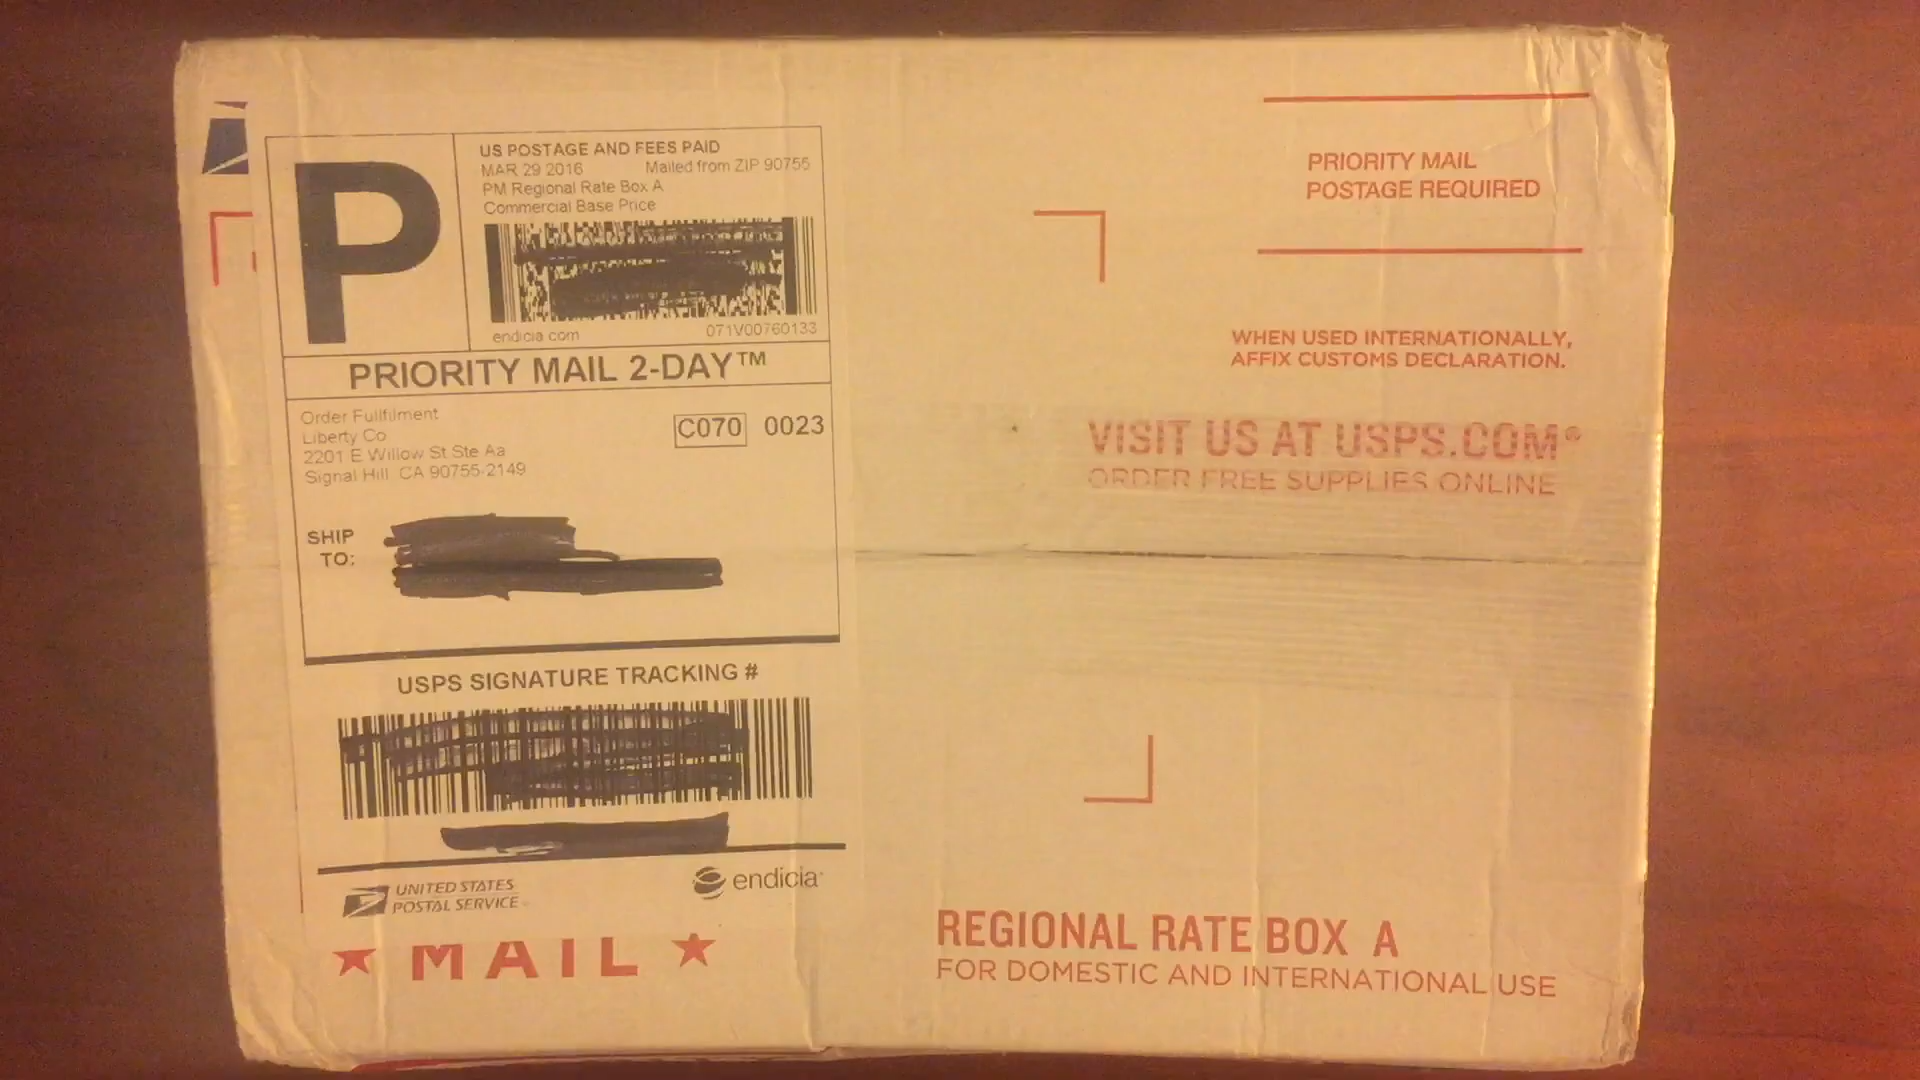 P
US POSTAGE AND FEES PAID
MAR 29 2016 Mailed from ZIP 90755
PM Regional Rate Box A
Commercial Base Price
endicia.com 071V00760133
PRIORITY MAIL 2-DAY™
Order Fullfilment
Liberty Co
2201 E Willow St Ste Aa
Signal Hill CA 90755-2149
C070 0023
SHIP
TO:
USPS SIGNATURE TRACKING #
UNITED STATES
POSTAL SERVICE
endicia
★ MAIL ★
PRIORITY MAIL
POSTAGE REQUIRED
WHEN USED INTERNATIONALLY,
AFFIX CUSTOMS DECLARATION.
VISIT US AT USPS.COM®
ORDER FREE SUPPLIES ONLINE
REGIONAL RATE BOX A
FOR DOMESTIC AND INTERNATIONAL USE